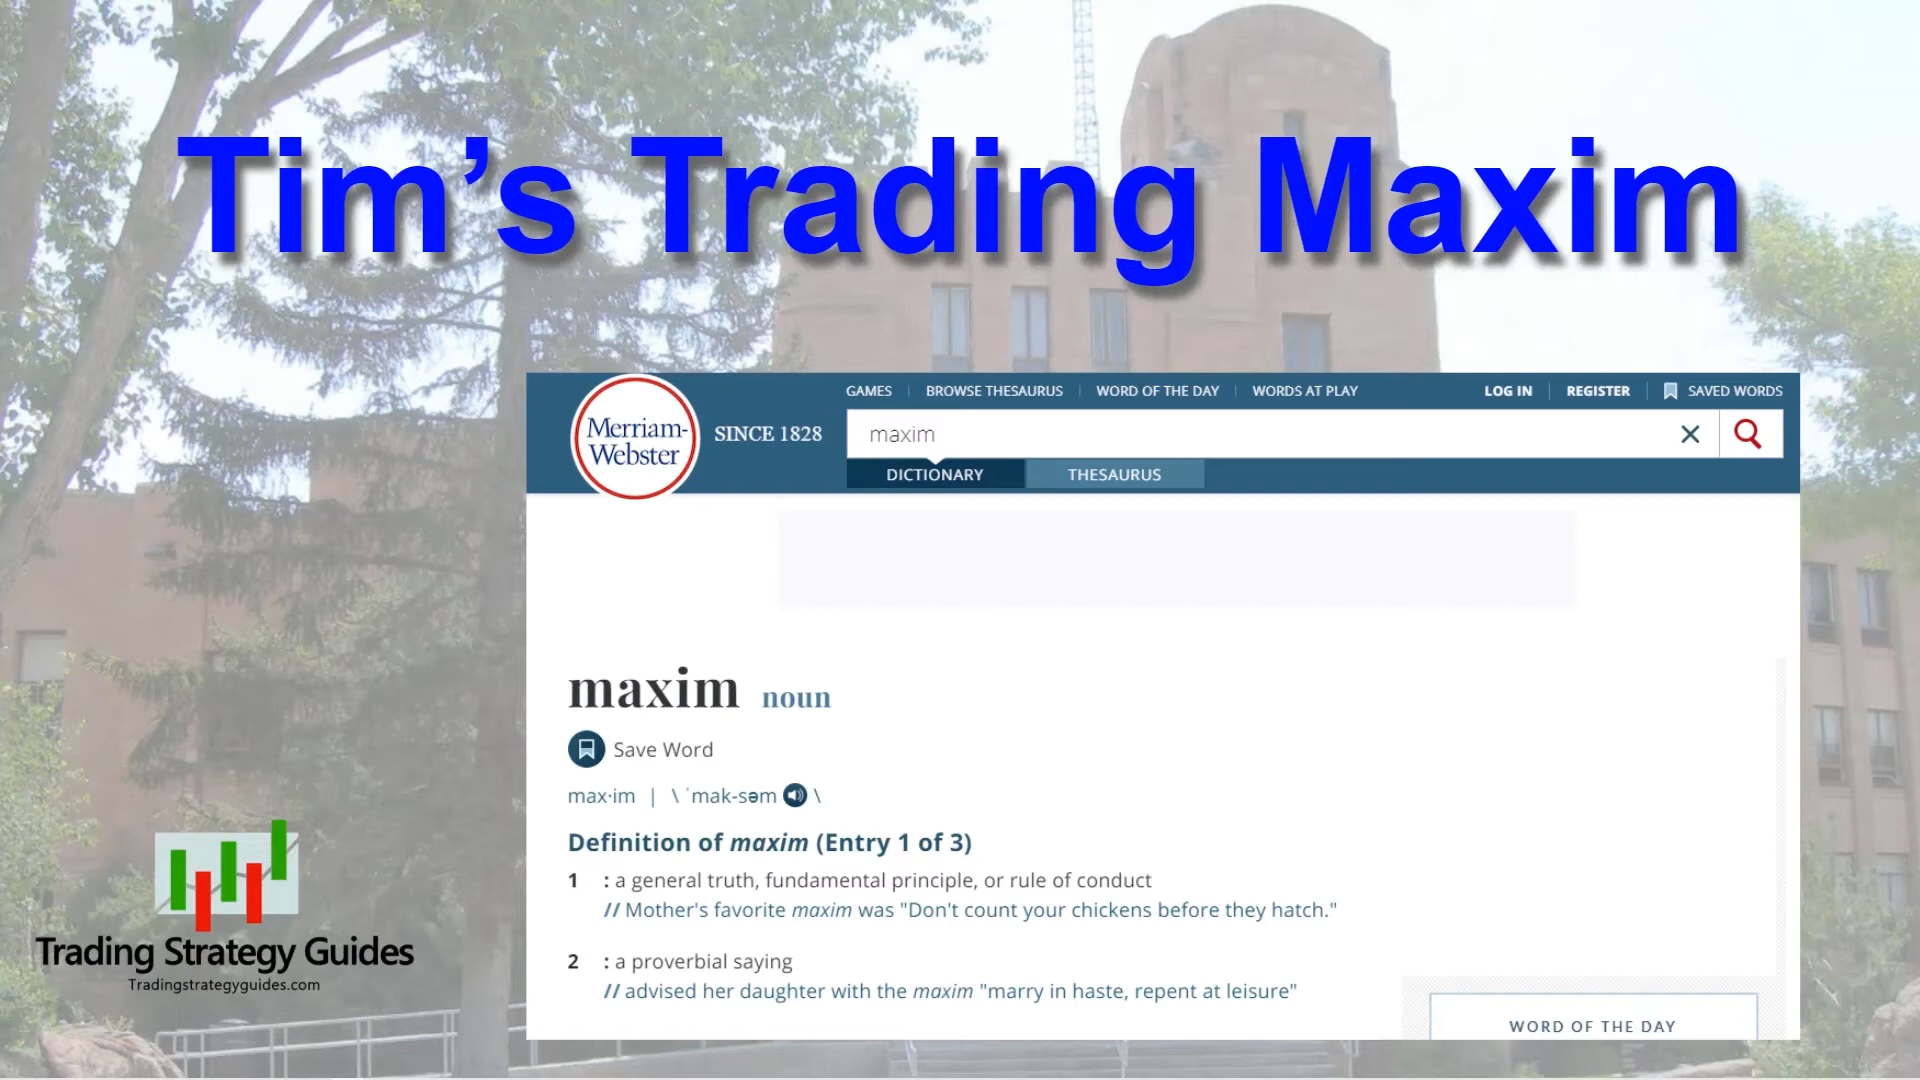 Tim’s Trading Maxim
GAMES | BROWSE THESAURUS | WORD OF THE DAY | WORDS AT PLAY
LOG IN | REGISTER | SAVED WORDS
Merriam-
Webster
SINCE 1828
maxim
DICTIONARY
THESAURUS
maxim noun
Save Word
max·im | \ ˈmak-səm \
Definition of maxim (Entry 1 of 3)
1 : a general truth, fundamental principle, or rule of conduct
// Mother's favorite maxim was "Don't count your chickens before they hatch."
2 : a proverbial saying
// advised her daughter with the maxim "marry in haste, repent at leisure"
WORD OF THE DAY
Trading Strategy Guides
Tradingstrategyguides.com